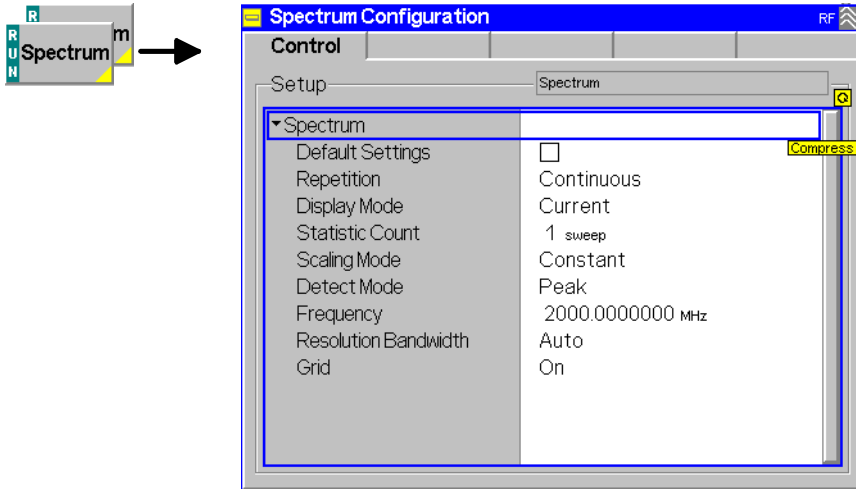 R
m
RUN
Spectrum
Spectrum Configuration RF
Control
Setup Spectrum
Spectrum
Compress
Default Settings
Repetition Continuous
Display Mode Current
Statistic Count 1 sweep
Scaling Mode Constant
Detect Mode Peak
Frequency 2000.0000000 MHz
Resolution Bandwidth Auto
Grid On